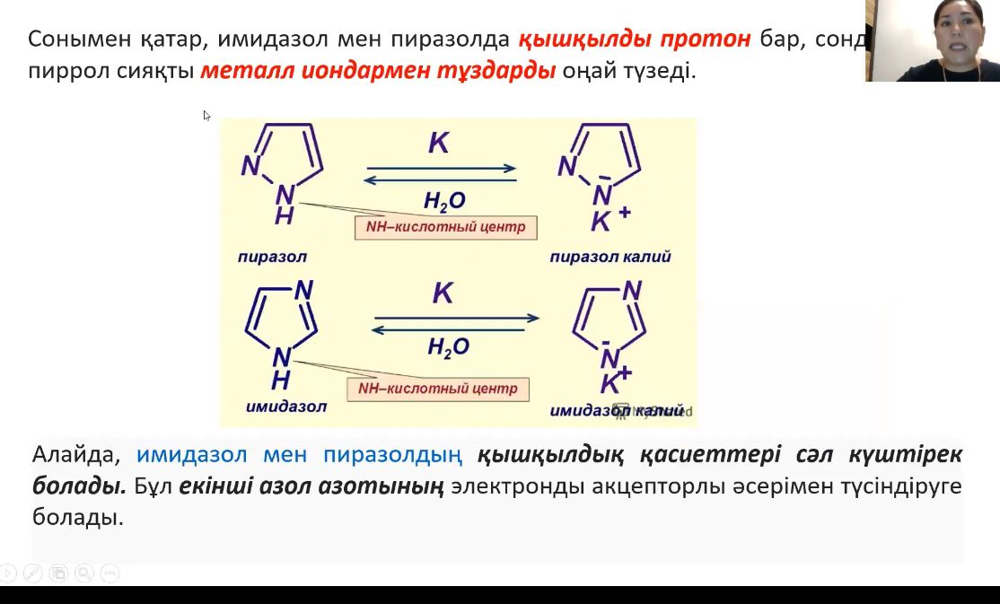 Сонымен қатар, имидазол мен пиразолда қышқылды протон бар,
пиррол сияқты металл иондармен тұздарды оңай түзеді.
K
N
N
H
H₂O
N
N
-
K +
NH–кислотный центр
пиразол
пиразол калий
N
K
N
H
H₂O
N
-
N
K +
NH–кислотный центр
имидазол
имидазол калий
MyShared
Алайда, имидазол мен пиразолдың қышқылдық қасиеттері сәл күштірек
болады. Бұл екінші азол азотының электронды акцепторлы әсерімен түсіндіруге
болады.